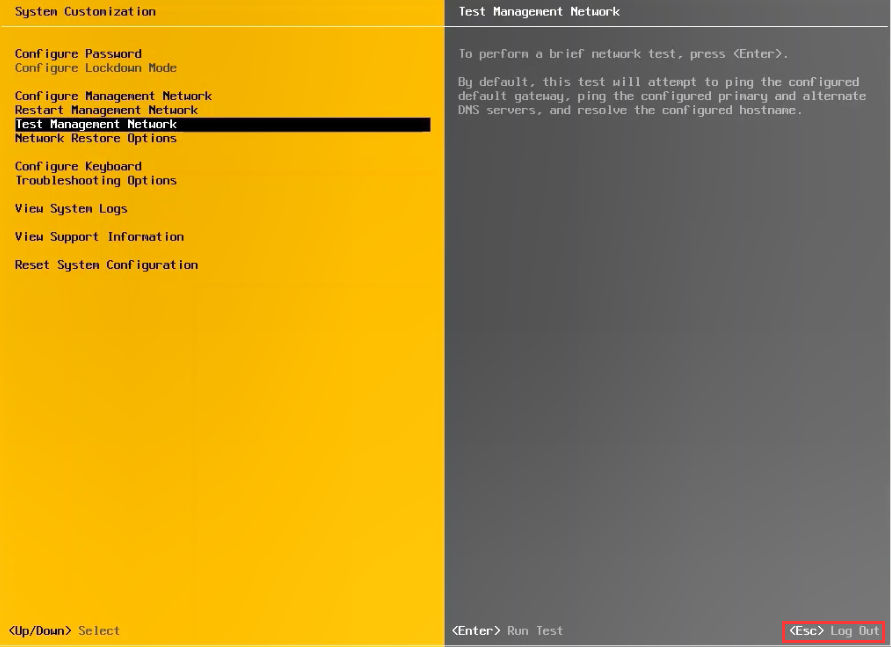 System Customization
Configure Password
Configure Lockdown Mode
Configure Management Network
Restart Management Network
Test Management Network
Network Restore Options
Configure Keyboard
Troubleshooting Options
View System Logs
View Support Information
Reset System Configuration
<Up/Down> Select
Test Management Network
To perform a brief network test, press <Enter>.
By default, this test will attempt to ping the configured
default gateway, ping the configured primary and alternate
DNS servers, and resolve the configured hostname.
<Enter> Run Test
<Esc> Log Out